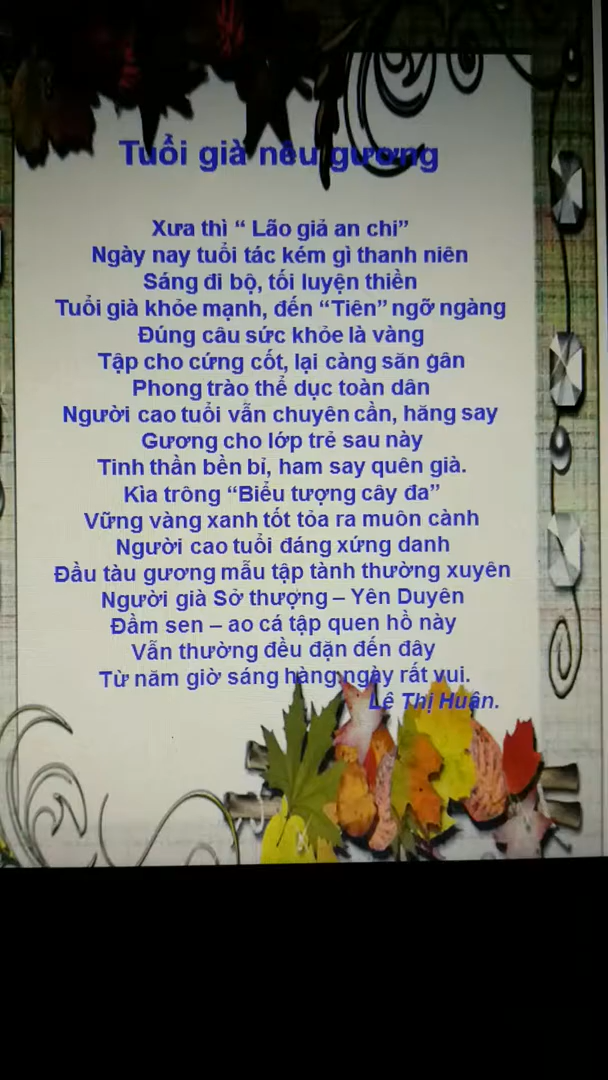 Tuổi già nêu gương
Xưa thì “ Lão giả an chi”
Ngày nay tuổi tác kém gì thanh niên
Sáng đi bộ, tối luyện thiền
Tuổi già khỏe mạnh, đến “Tiên” ngỡ ngàng
Đúng câu sức khỏe là vàng
Tập cho cứng cốt, lại càng săn gân
Phong trào thể dục toàn dân
Người cao tuổi vẫn chuyên cần, hăng say
Gương cho lớp trẻ sau này
Tinh thần bền bỉ, ham say quên già.
Kìa trông “Biểu tượng cây đa”
Vững vàng xanh tốt tỏa ra muôn cành
Người cao tuổi đáng xứng danh
Đầu tàu gương mẫu tập tành thường xuyên
Người già Sở thượng – Yên Duyên
Đầm sen – ao cá tập quen hồ này
Vẫn thường đều đặn đến đây
Từ năm giờ sáng hàng ngày rất vui.
Lê Thị Huân.